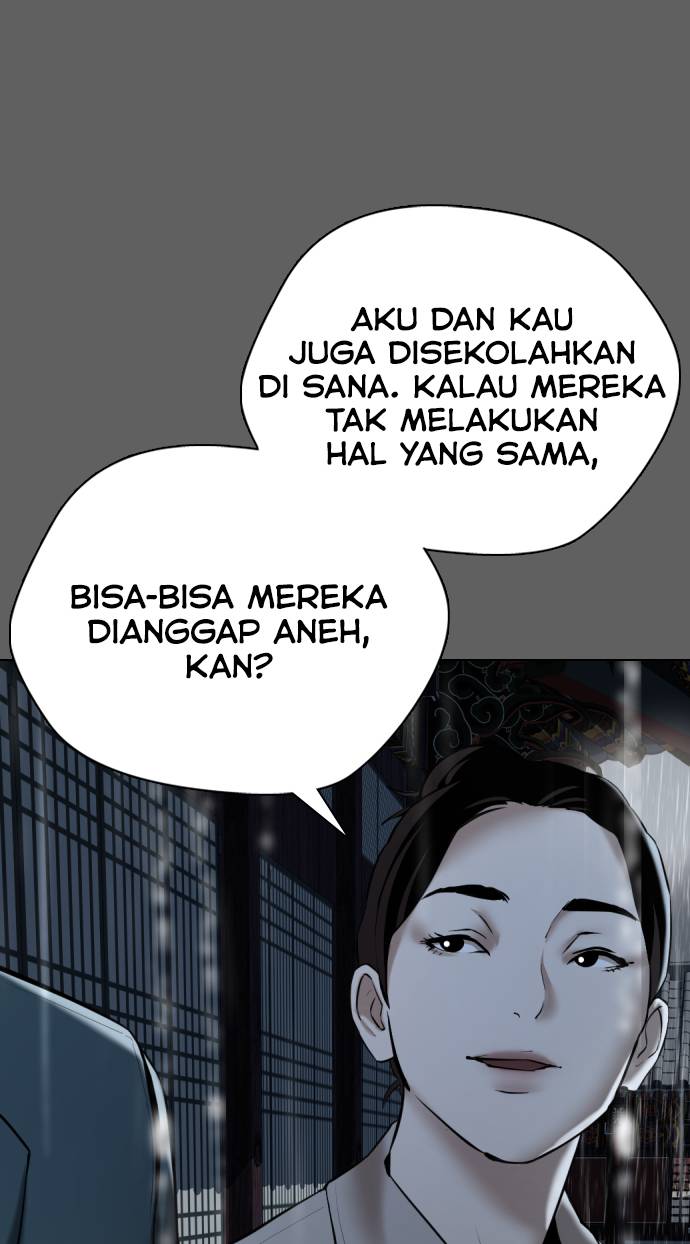 AKU DAN KAU
JUGA DISEKOLAHKAN
DI SANA. KALAU MEREKA
TAK MELAKUKAN
HAL YANG SAMA,
BISA-BISA MEREKA
DIANGGAP ANEH,
KAN?